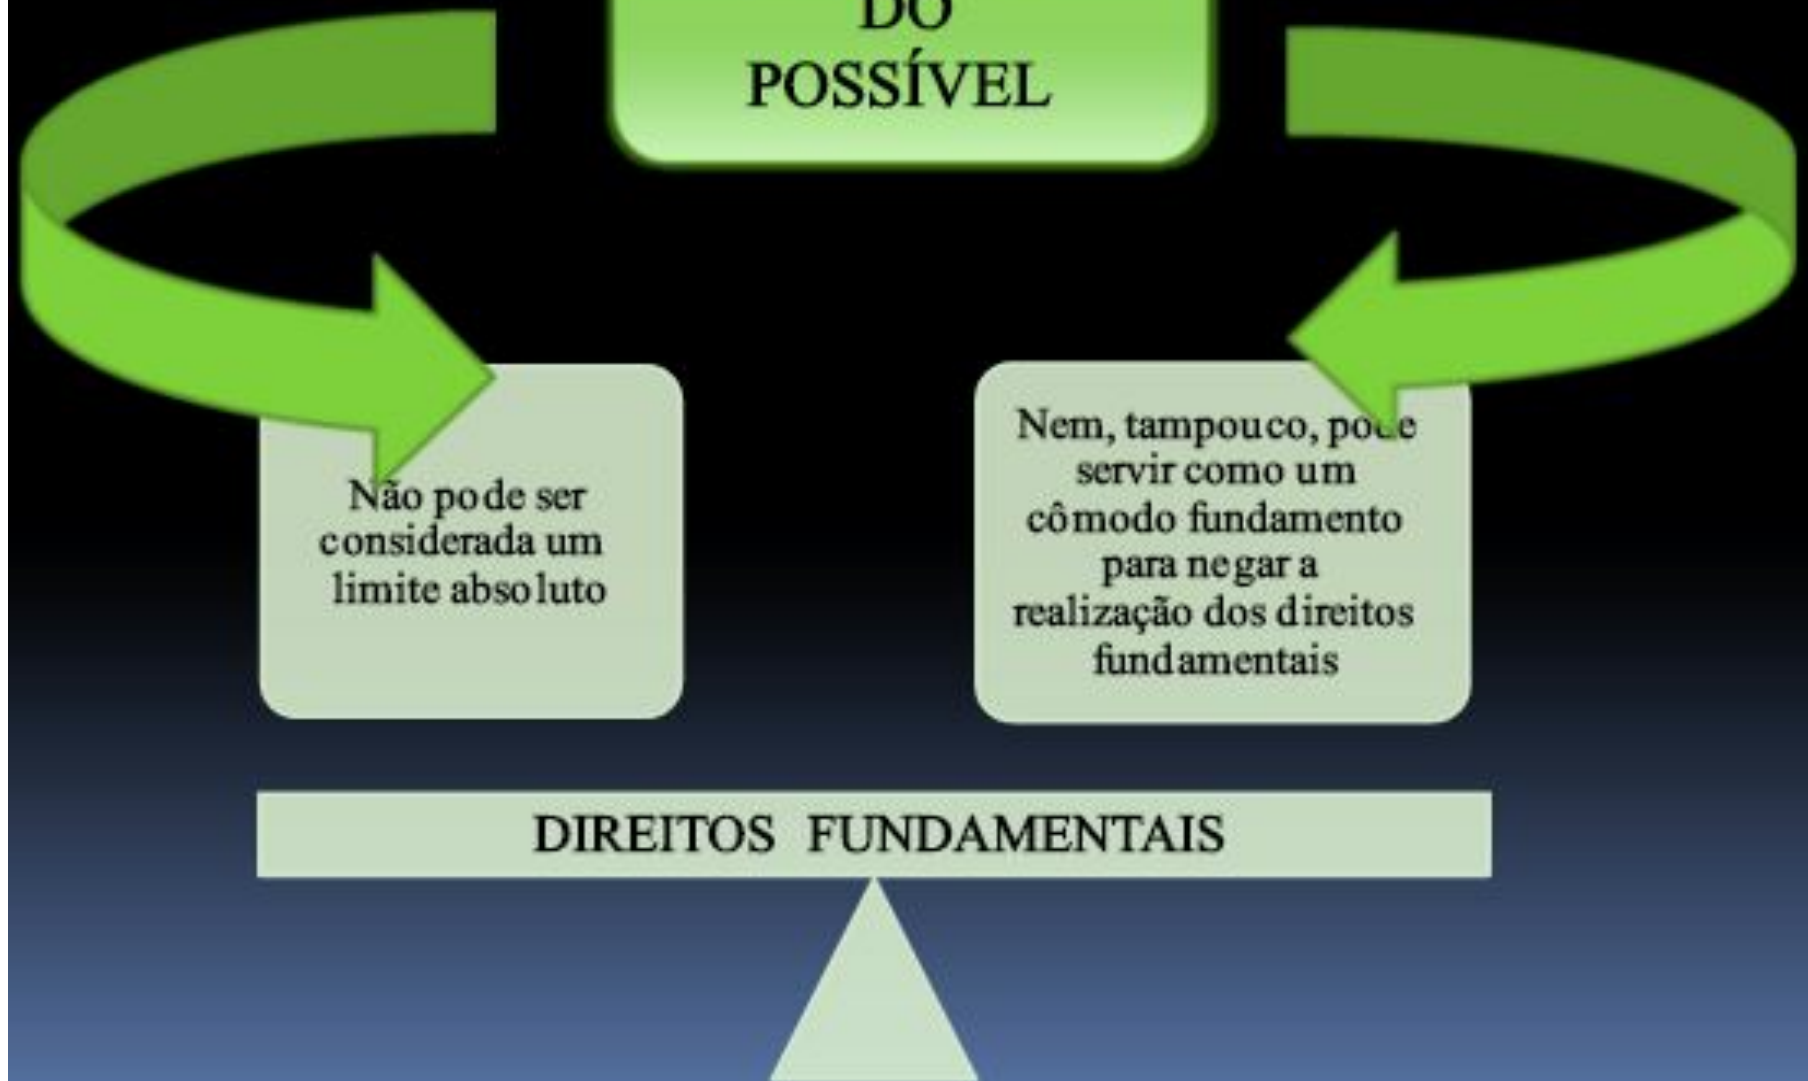 DO
POSSÍVEL
Não pode ser
considerada um
limite absoluto
Nem, tampouco, pode
servir como um
cômodo fundamento
para negar a
realização dos direitos
fundamentais
DIREITOS FUNDAMENTAIS